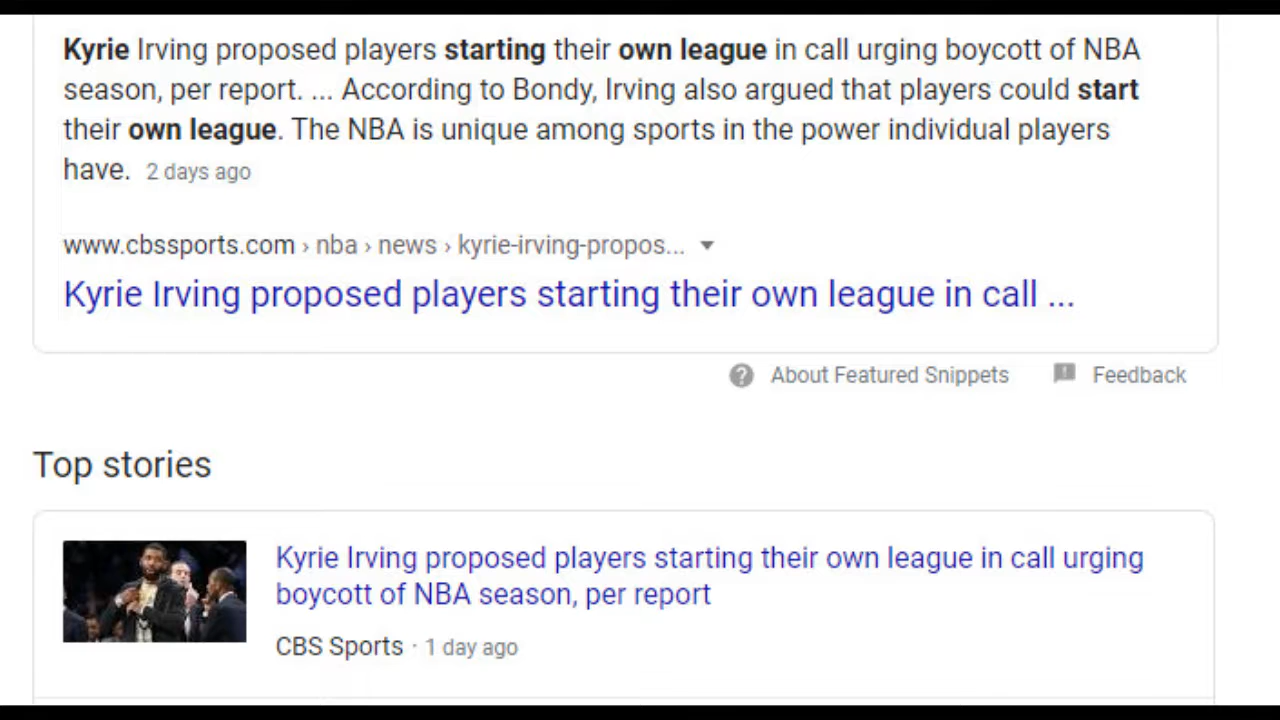 Kyrie Irving proposed players starting their own league in call urging boycott of NBA
season, per report. ... According to Bondy, Irving also argued that players could start
their own league. The NBA is unique among sports in the power individual players
have. 2 days ago
www.cbssports.com › nba › news › kyrie-irving-propos...
Kyrie Irving proposed players starting their own league in call ...
About Featured Snippets Feedback
Top stories
Kyrie Irving proposed players starting their own league in call urging
boycott of NBA season, per report
CBS Sports · 1 day ago